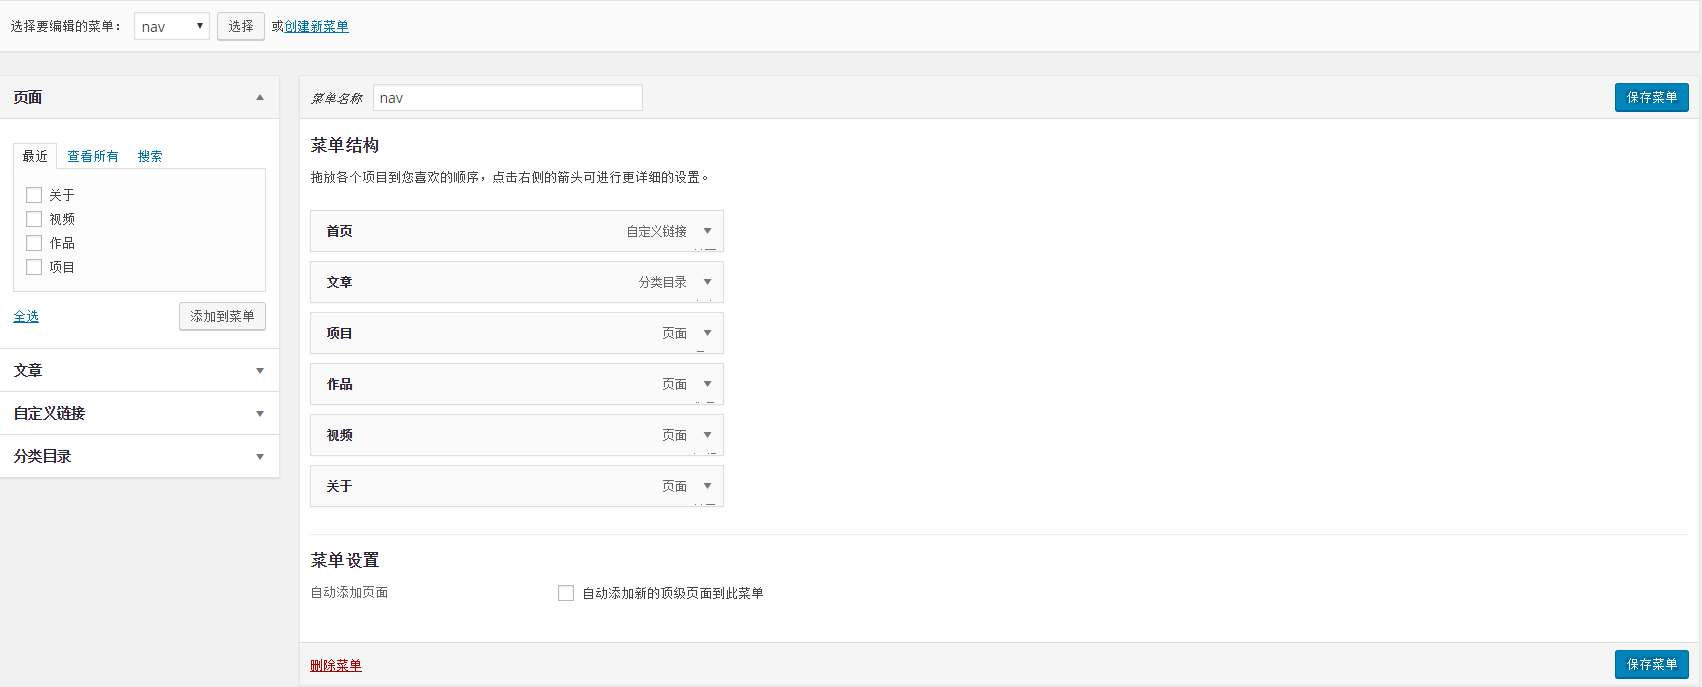 选择要编辑的菜单： nav 选择 或创建新菜单
页面
最近 查看所有 搜索
关于
视频
作品
项目
全选 添加到菜单
文章
自定义链接
分类目录
菜单名称 nav 保存菜单
菜单结构
拖放各个项目到您喜欢的顺序，点击右侧的箭头可进行更详细的设置。
首页 自定义链接
文章 分类目录
项目 页面
作品 页面
视频 页面
关于 页面
菜单设置
自动添加页面 自动添加新的顶级页面到此菜单
删除菜单 保存菜单